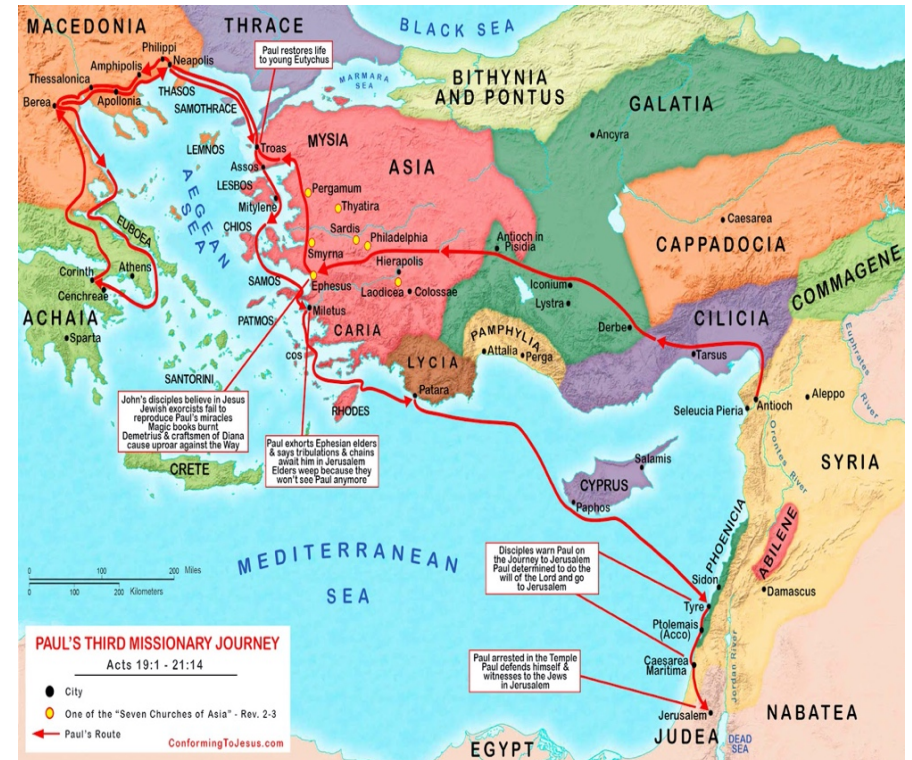 MACEDONIA
THRACE
BLACK SEA
Philippi
Neapolis
Amphipolis
Thessalonica
Apollonia
Berea
THASOS
SAMOTHRACE
Paul restores life
to young Eutychus
MARMARA
SEA
BITHYNIA
AND PONTUS
GALATIA
Ancyra
LEMNOS
Troas
MYSIA
ASIA
Assos
LESBOS
Mitylene
Pergamum
Thyatira
AEGEAN
SEA
CHIOS
Sardis
Philadelphia
Smyrna
Hierapolis
Antioch in
Pisidia
Caesarea
CAPPADOCIA
COMMAGENE
EUBOEA
Athens
Corinth
Cenchreae
ACHAIA
Sparta
SAMOS
Ephesus
Laodicea
Colossae
Iconium
Lystra
Derbe
CILICIA
Tarsus
PATMOS
Miletus
CARIA
PAMPHYLIA
Attalia
Perga
LYCIA
Patara
COS
SANTORINI
RHODES
CRETE
Euphrates
River
Seleucia Pieria
Antioch
Aleppo
Orontes River
SYRIA
John's disciples believe in Jesus
Jewish exorcists fail to
reproduce Paul's miracles
Magic books burnt
Demetrius & craftsmen of Diana
cause uproar against the Way
Paul exhorts Ephesian elders
& says tribulations & chains
await him in Jerusalem
Elders weep because they
won't see Paul anymore
Salamis
CYPRUS
Paphos
MEDITERRANEAN
SEA
PHOENICIA
ABILENE
Disciples warn Paul on
the Journey to Jerusalem
Paul determined to do the
will of the Lord and go
to Jerusalem
Sidon
Damascus
Tyre
Ptolemais
(Acco)
Caesarea
Maritima
Jordan River
Paul arrested in the Temple
Paul defends himself &
witnesses to the Jews
in Jerusalem
Jerusalem
JUDEA
DEAD
SEA
NABATEA
EGYPT
0 100 200 Miles
0 100 200 Kilometers
PAUL'S THIRD MISSIONARY JOURNEY
Acts 19:1 - 21:14
City
One of the "Seven Churches of Asia" - Rev. 2-3
Paul's Route
ConformingToJesus.com